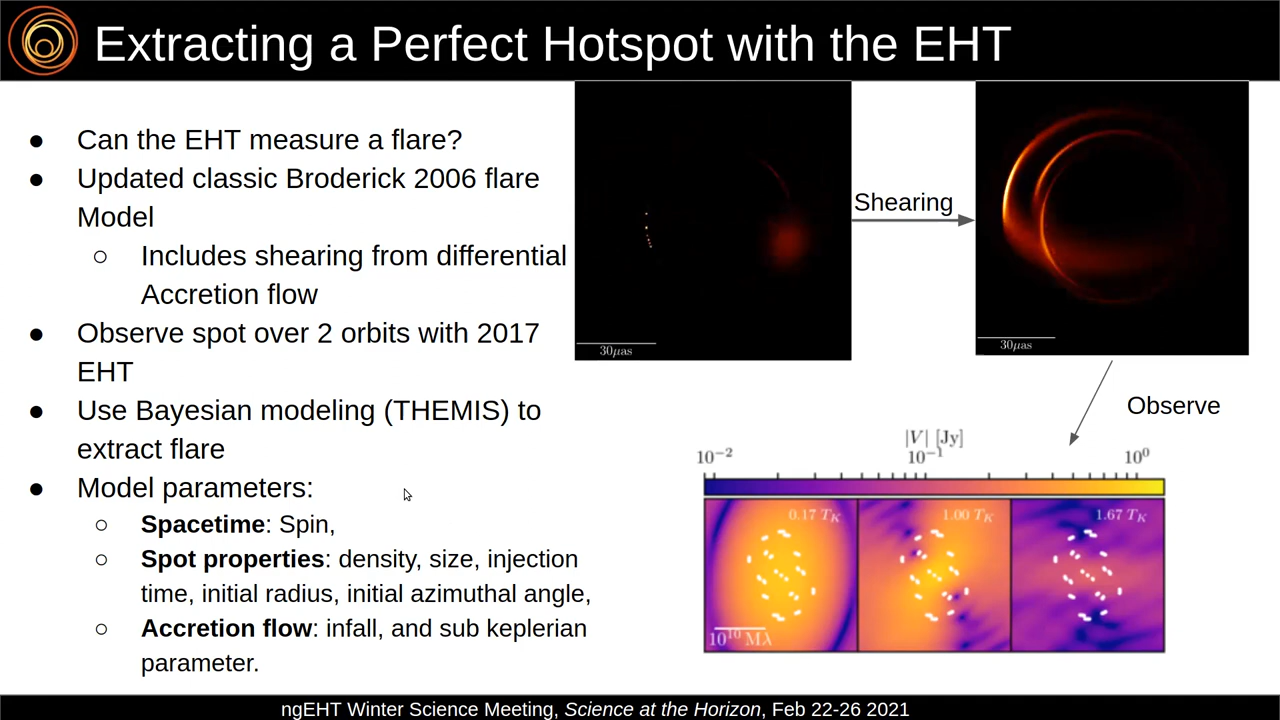 Extracting a Perfect Hotspot with the EHT
● Can the EHT measure a flare?
● Updated classic Broderick 2006 flare
Model
○ Includes shearing from differential
Accretion flow
● Observe spot over 2 orbits with 2017
EHT
● Use Bayesian modeling (THEMIS) to
extract flare
● Model parameters:
○ Spacetime: Spin,
○ Spot properties: density, size, injection
time, initial radius, initial azimuthal angle,
○ Accretion flow: infall, and sub keplerian
parameter.
30μas
Shearing
30μas
Observe
|V| [Jy]
10⁻² 10⁻¹ 10⁰
0.17 T_K 1.00 T_K 1.67 T_K
10¹⁰ Mλ
ngEHT Winter Science Meeting, Science at the Horizon, Feb 22-26 2021